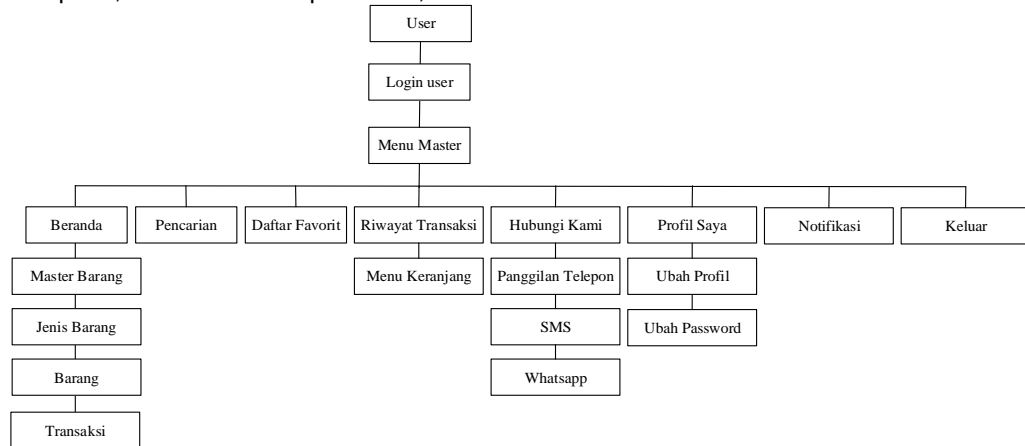 User
Login user
Menu Master
Beranda
Pencarian
Daftar Favorit
Riwayat Transaksi
Hubungi Kami
Profil Saya
Notifikasi
Keluar
Master Barang
Menu Keranjang
Panggilan Telepon
Ubah Profil
Jenis Barang
SMS
Ubah Password
Barang
Whatsapp
Transaksi